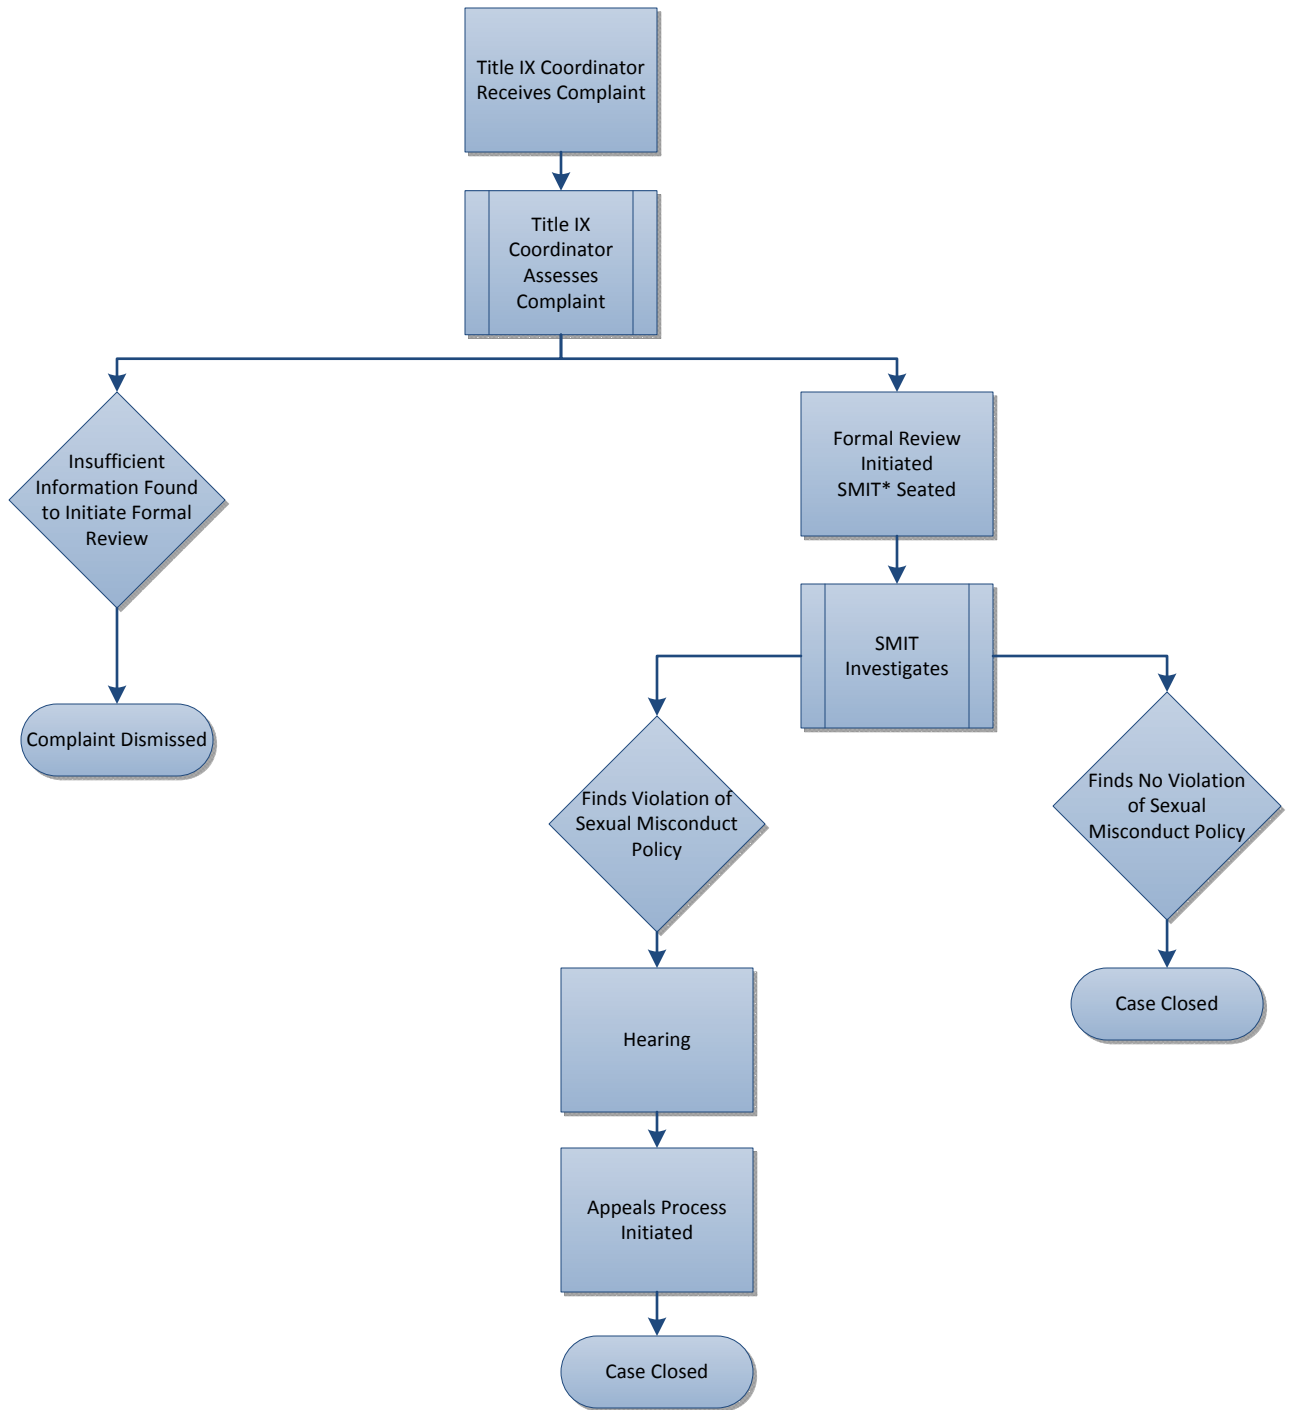 Title IX Coordinator
Receives Complaint
Title IX
Coordinator
Assesses
Complaint
Insufficient
Information Found
to Initiate Formal
Review
Formal Review
Initiated
SMIT* Seated
SMIT
Investigates
Complaint Dismissed
Finds Violation of
Sexual Misconduct
Policy
Finds No Violation
of Sexual
Misconduct Policy
Hearing
Case Closed
Appeals Process
Initiated
Case Closed